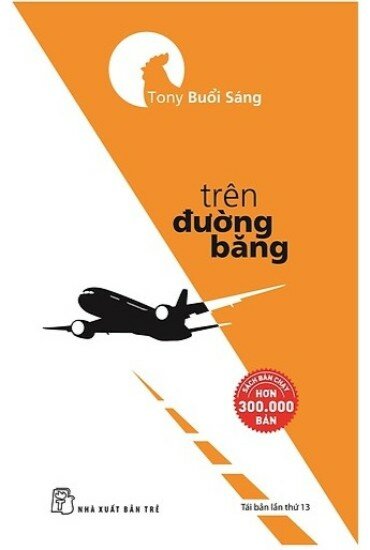 Tony Buổi Sáng
trên
đường
băng
SÁCH BÁN CHẠY
HƠN
300.000
BẢN
NHÀ XUẤT BẢN TRẺ
Tái bản lần thứ 13